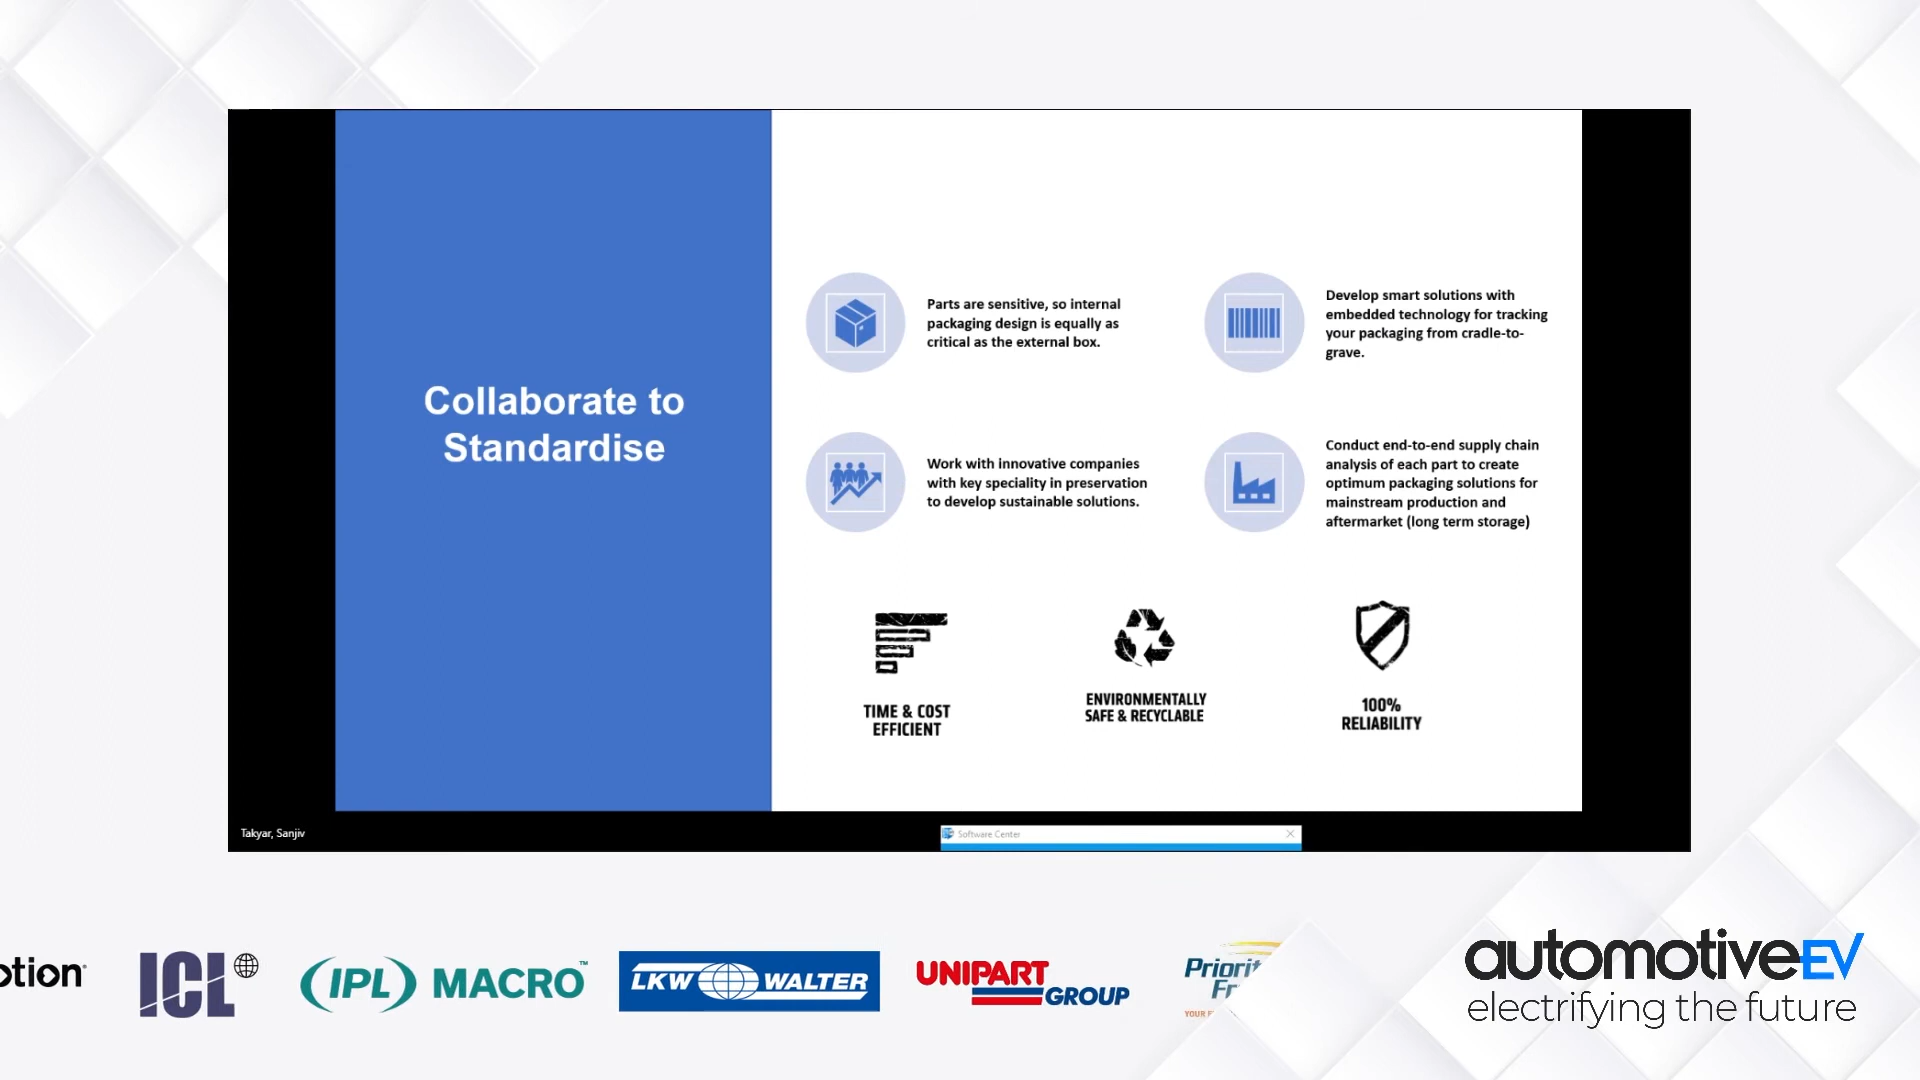 Collaborate to
Standardise
Parts are sensitive, so internal
packaging design is equally as
critical as the external box.
Develop smart solutions with
embedded technology for tracking
your packaging from cradle-to-
grave.
Work with innovative companies
with key speciality in preservation
to develop sustainable solutions.
Conduct end-to-end supply chain
analysis of each part to create
optimum packaging solutions for
mainstream production and
aftermarket (long term storage)
TIME & COST
EFFICIENT
ENVIRONMENTALLY
SAFE & RECYCLABLE
100%
RELIABILITY
Takyar, Sanjiv
Software Center
otion
ICL
(IPL) MACRO™
LKW WALTER
UNIPART
GROUP
Priorit
Fr
YOUR F
automotiveEV
electrifying the future